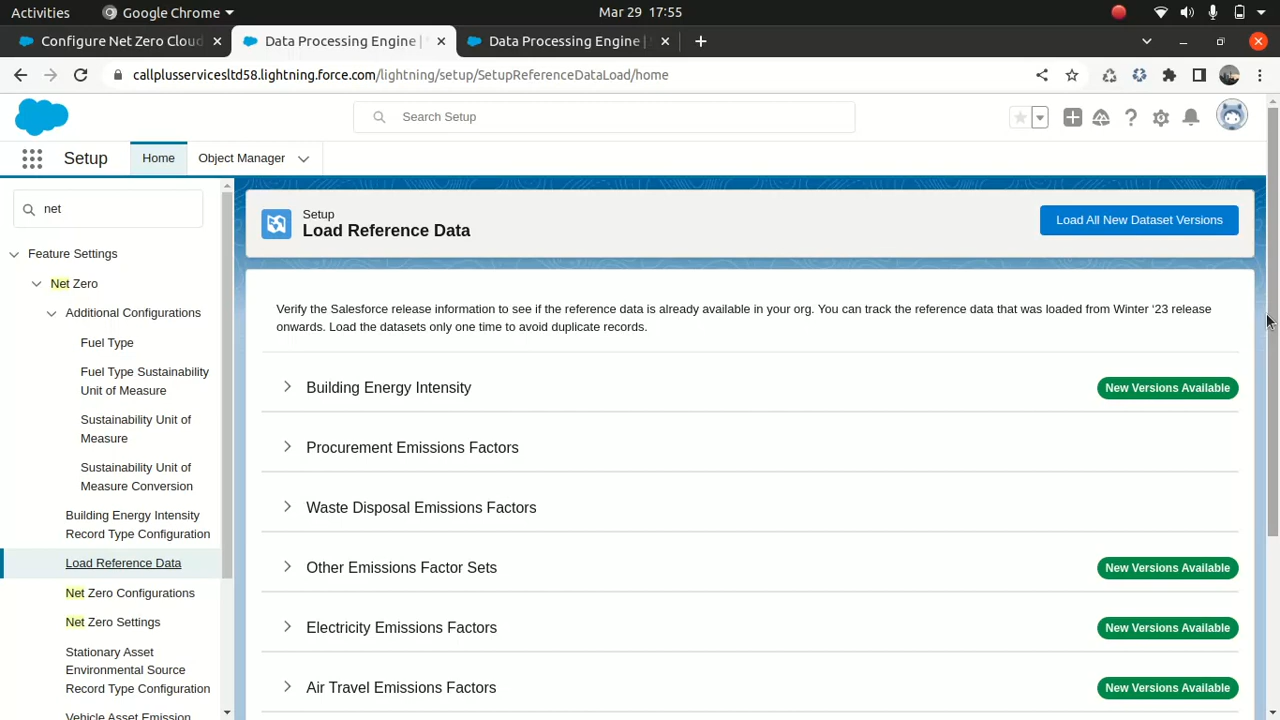 Activities Google Chrome Mar 29 17:55
Configure Net Zero Cloud Data Processing Engine | Data Processing Engine |
callplusservicesltd58.lightning.force.com/lightning/setup/SetupReferenceDataLoad/home
Search Setup
Setup Home Object Manager
net
Feature Settings
Net Zero
Additional Configurations
Fuel Type
Fuel Type Sustainability
Unit of Measure
Sustainability Unit of
Measure
Sustainability Unit of
Measure Conversion
Building Energy Intensity
Record Type Configuration
Load Reference Data
Net Zero Configurations
Net Zero Settings
Stationary Asset
Environmental Source
Record Type Configuration
Vehicle Asset Emission
Setup
Load Reference Data
Load All New Dataset Versions
Verify the Salesforce release information to see if the reference data is already available in your org. You can track the reference data that was loaded from Winter ‘23 release
onwards. Load the datasets only one time to avoid duplicate records.
Building Energy Intensity New Versions Available
Procurement Emissions Factors
Waste Disposal Emissions Factors
Other Emissions Factor Sets New Versions Available
Electricity Emissions Factors New Versions Available
Air Travel Emissions Factors New Versions Available